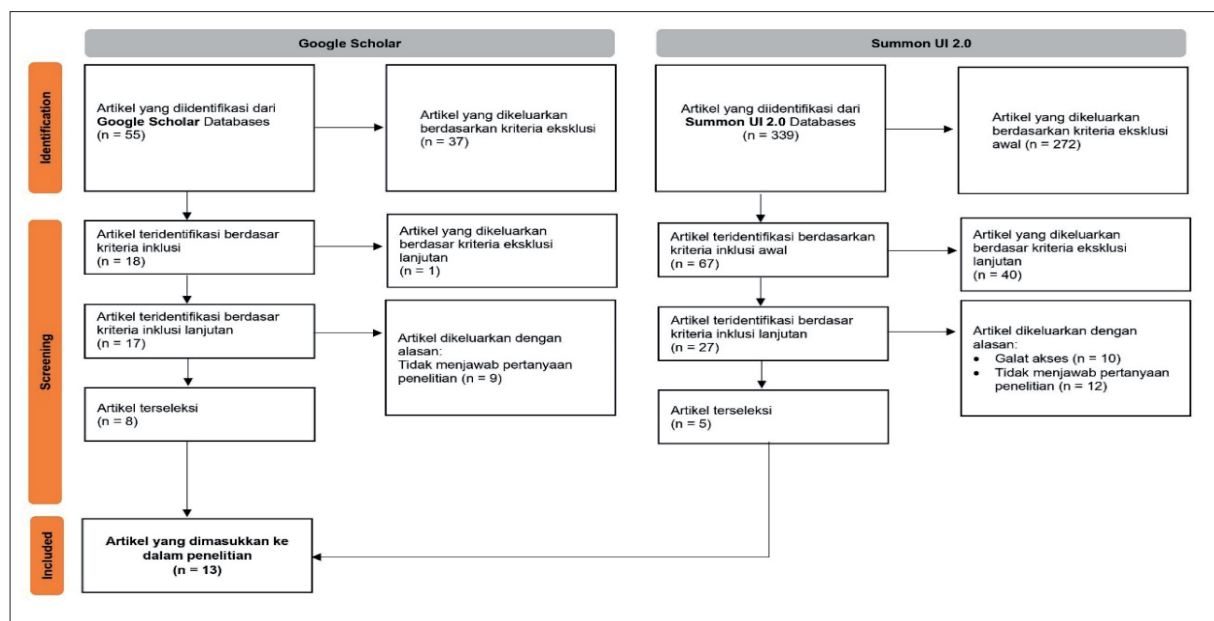 Google Scholar
Summon UI 2.0
Identification
Artikel yang diidentifikasi dari
Google Scholar Databases
(n = 55)
Artikel yang dikeluarkan
berdasarkan kriteria eksklusi
(n = 37)
Artikel yang diidentifikasi dari
Summon UI 2.0 Databases
(n = 339)
Artikel yang dikeluarkan
berdasarkan kriteria eksklusi
awal (n = 272)
Screening
Artikel teridentifikasi berdasar
kriteria inklusi
(n = 18)
Artikel yang dikeluarkan
berdasar kriteria eksklusi
lanjutan
(n = 1)
Artikel teridentifikasi berdasarkan
kriteria inklusi awal
(n = 67)
Artikel yang dikeluarkan
berdasar kriteria eksklusi
lanjutan
(n = 40)
Artikel teridentifikasi berdasar
kriteria inklusi lanjutan
(n = 17)
Artikel dikeluarkan dengan
alasan:
Tidak menjawab pertanyaan
penelitian (n = 9)
Artikel teridentifikasi berdasar
kriteria inklusi lanjutan
(n = 27)
Artikel dikeluarkan dengan
alasan:
• Galat akses (n = 10)
• Tidak menjawab pertanyaan
penelitian (n = 12)
Artikel terseleksi
(n = 8)
Artikel terseleksi
(n = 5)
Included
Artikel yang dimasukkan ke
dalam penelitian
(n = 13)